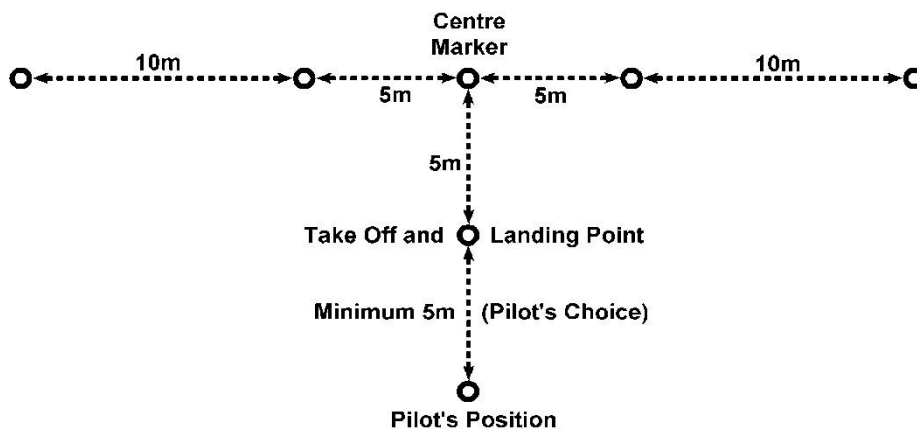 Centre
Marker
10m
10m
5m
5m
5m
Take Off and Landing Point
Minimum 5m (Pilot's Choice)
Pilot's Position